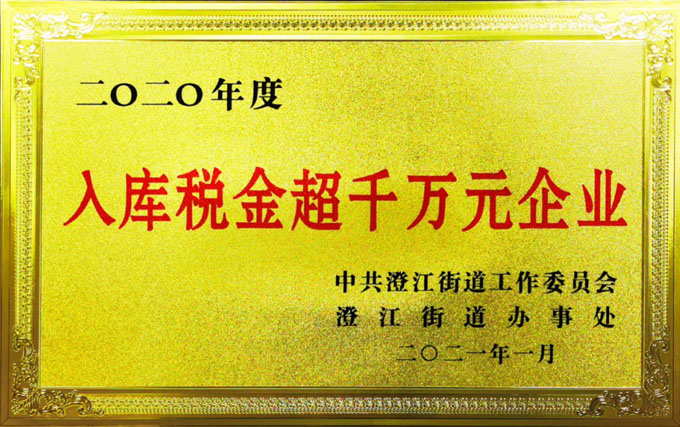 二〇二〇年度
入库税金超千万元企业
中共澄江街道工作委员会
澄江街道办事处
二〇二一年一月